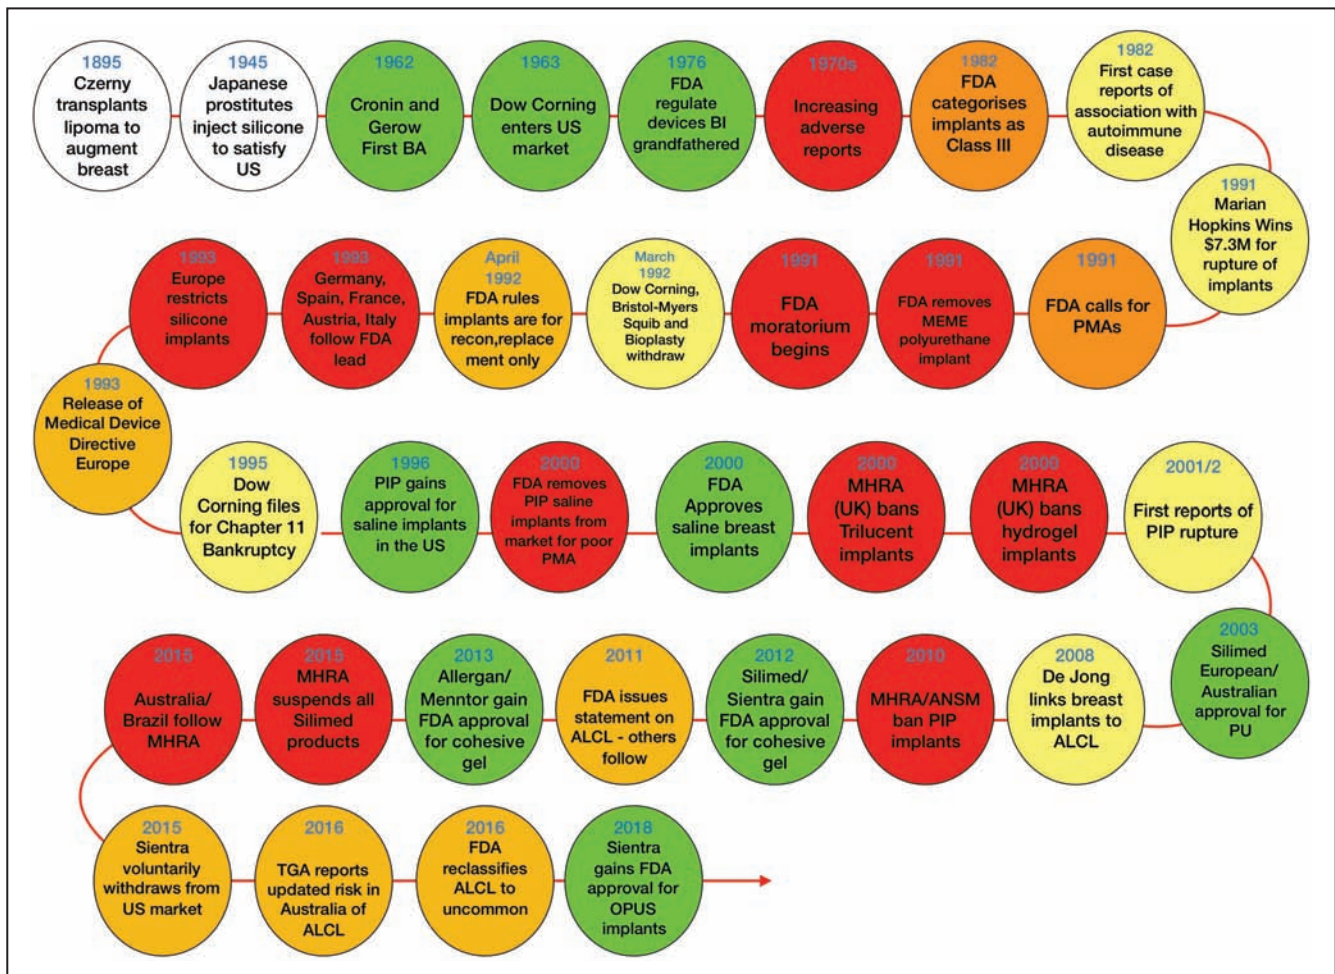 1895
Czerny
transplants
lipoma to
augment
breast
1945
Japanese
prostitutes
inject silicone
to satisfy
US
1962
Cronin and
Gerow
First BA
1963
Dow Corning
enters US
market
1976
FDA
regulate
devices BI
grandfathered
1970s
Increasing
adverse
reports
1982
FDA
categorises
implants as
Class III
1982
First case
reports of
association with
autoimmune
disease
1991
Marian
Hopkins Wins
$7.3M for
rupture of
implants
1991
FDA calls for
PMAs
1991
FDA removes
MEME
polyurethane
implant
1991
FDA
moratorium
begins
March
1992
Dow Corning,
Bristol-Myers
Squib and
Bioplasty
withdraw
April
1992
FDA rules
implants are for
recon,replace
ment only
1993
Germany,
Spain, France,
Austria, Italy
follow FDA
lead
1993
Europe
restricts
silicone
implants
1993
Release of
Medical Device
Directive
Europe
1995
Dow
Corning files
for Chapter 11
Bankruptcy
1996
PIP gains
approval for
saline implants
in the US
2000
FDA removes
PIP saline
implants from
market for poor
PMA
2000
FDA
Approves
saline breast
implants
2000
MHRA
(UK) bans
Trilucent
implants
2000
MHRA
(UK) bans
hydrogel
implants
2001/2
First reports of
PIP rupture
2003
Silimed
European/
Australian
approval for
PU
2008
De Jong
links breast
implants to
ALCL
2010
MHRA/ANSM
ban PIP
implants
2012
Silimed/
Sientra gain
FDA approval
for cohesive
gel
2011
FDA issues
statement on
ALCL - others
follow
2013
Allergan/
Menntor gain
FDA approval
for cohesive
gel
2015
MHRA
suspends all
Silimed
products
2015
Australia/
Brazil follow
MHRA
2015
Sientra
voluntarily
withdraws from
US market
2016
TGA reports
updated risk in
Australia of
ALCL
2016
FDA
reclassifies
ALCL to
uncommon
2018
Sientra
gains FDA
approval for
OPUS
implants